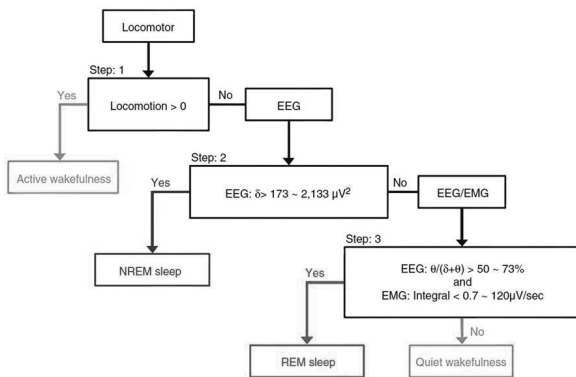 Locomotor
Step: 1
Yes
Locomotion > 0
No
EEG
Active wakefulness
Step: 2
Yes
EEG: δ> 173 ~ 2,133 μV²
No
EEG/EMG
NREM sleep
Step: 3
Yes
EEG: θ/(δ+θ) > 50 ~ 73%
and
EMG: Integral < 0.7 ~ 120μV/sec
No
REM sleep
Quiet wakefulness